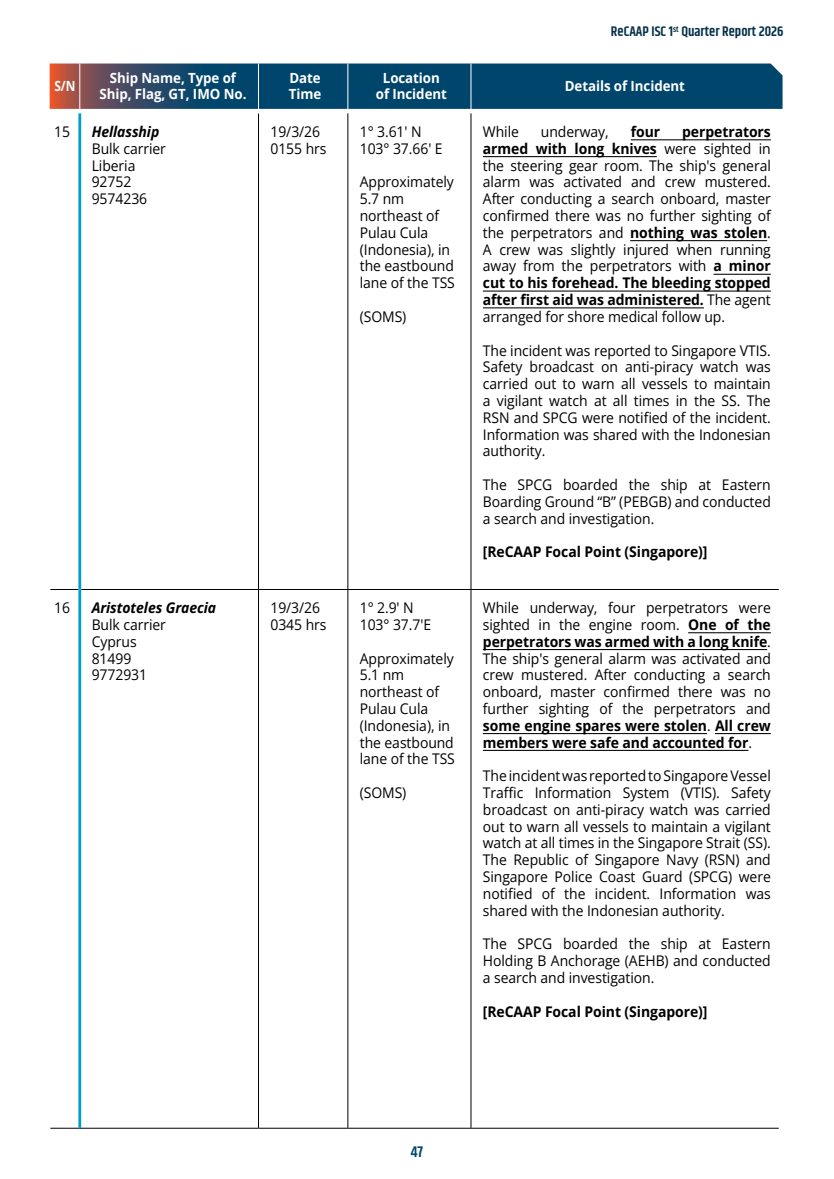 ReCAAP ISC 1st Quarter Report 2026
S/N
Ship Name, Type of
Ship, Flag, GT, IMO No.
Date
Time
Location
of Incident
Details of Incident
15
Hellasship
Bulk carrier
Liberia
92752
9574236
19/3/26
0155 hrs
1° 3.61' N
103° 37.66' E
Approximately
5.7 nm
northeast of
Pulau Cula
(Indonesia), in
the eastbound
lane of the TSS
(SOMS)
While underway, four perpetrators
armed with long knives were sighted in
the steering gear room. The ship's general
alarm was activated and crew mustered.
After conducting a search onboard, master
confirmed there was no further sighting of
the perpetrators and nothing was stolen.
A crew was slightly injured when running
away from the perpetrators with a minor
cut to his forehead. The bleeding stopped
after first aid was administered. The agent
arranged for shore medical follow up.
The incident was reported to Singapore VTIS.
Safety broadcast on anti-piracy watch was
carried out to warn all vessels to maintain
a vigilant watch at all times in the SS. The
RSN and SPCG were notified of the incident.
Information was shared with the Indonesian
authority.
The SPCG boarded the ship at Eastern
Boarding Ground “B” (PEBGB) and conducted
a search and investigation.
[ReCAAP Focal Point (Singapore)]
16
Aristoteles Graecia
Bulk carrier
Cyprus
81499
9772931
19/3/26
0345 hrs
1° 2.9' N
103° 37.7'E
Approximately
5.1 nm
northeast of
Pulau Cula
(Indonesia), in
the eastbound
lane of the TSS
(SOMS)
While underway, four perpetrators were
sighted in the engine room. One of the
perpetrators was armed with a long knife.
The ship's general alarm was activated and
crew mustered. After conducting a search
onboard, master confirmed there was no
further sighting of the perpetrators and
some engine spares were stolen. All crew
members were safe and accounted for.
The incident was reported to Singapore Vessel
Traffic Information System (VTIS). Safety
broadcast on anti-piracy watch was carried
out to warn all vessels to maintain a vigilant
watch at all times in the Singapore Strait (SS).
The Republic of Singapore Navy (RSN) and
Singapore Police Coast Guard (SPCG) were
notified of the incident. Information was
shared with the Indonesian authority.
The SPCG boarded the ship at Eastern
Holding B Anchorage (AEHB) and conducted
a search and investigation.
[ReCAAP Focal Point (Singapore)]
47